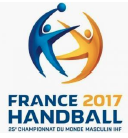 FRANCE 2017
HANDBALL
25ᵉ CHAMPIONNAT DU MONDE MASCULIN IHF